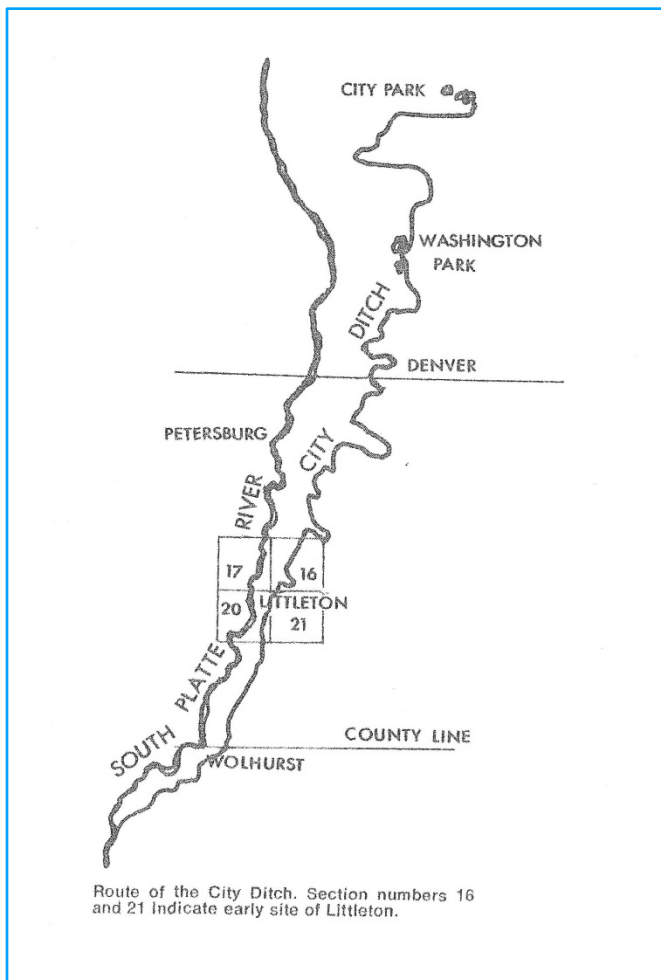 CITY PARK
WASHINGTON
PARK
DITCH
DENVER
PETERSBURG
CITY
RIVER
17
16
LITTLETON
20
21
PLATTE
SOUTH
COUNTY LINE
WOLHURST
Route of the City Ditch. Section numbers 16
and 21 indicate early site of Littleton.